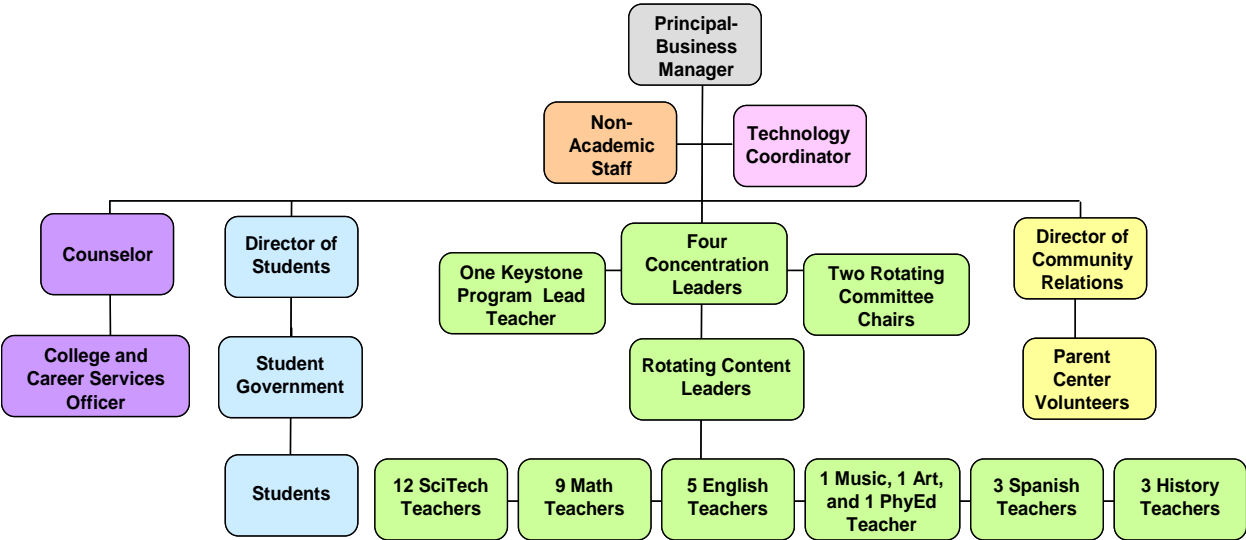 Principal-
Business
Manager
Non-
Academic
Staff
Technology
Coordinator
Counselor
Director of
Students
Four
Concentration
Leaders
Director of
Community
Relations
One Keystone
Program Lead
Teacher
Two Rotating
Committee
Chairs
College and
Career Services
Officer
Student
Government
Rotating Content
Leaders
Parent
Center
Volunteers
Students
12 SciTech
Teachers
9 Math
Teachers
5 English
Teachers
1 Music, 1 Art,
and 1 PhyEd
Teacher
3 Spanish
Teachers
3 History
Teachers